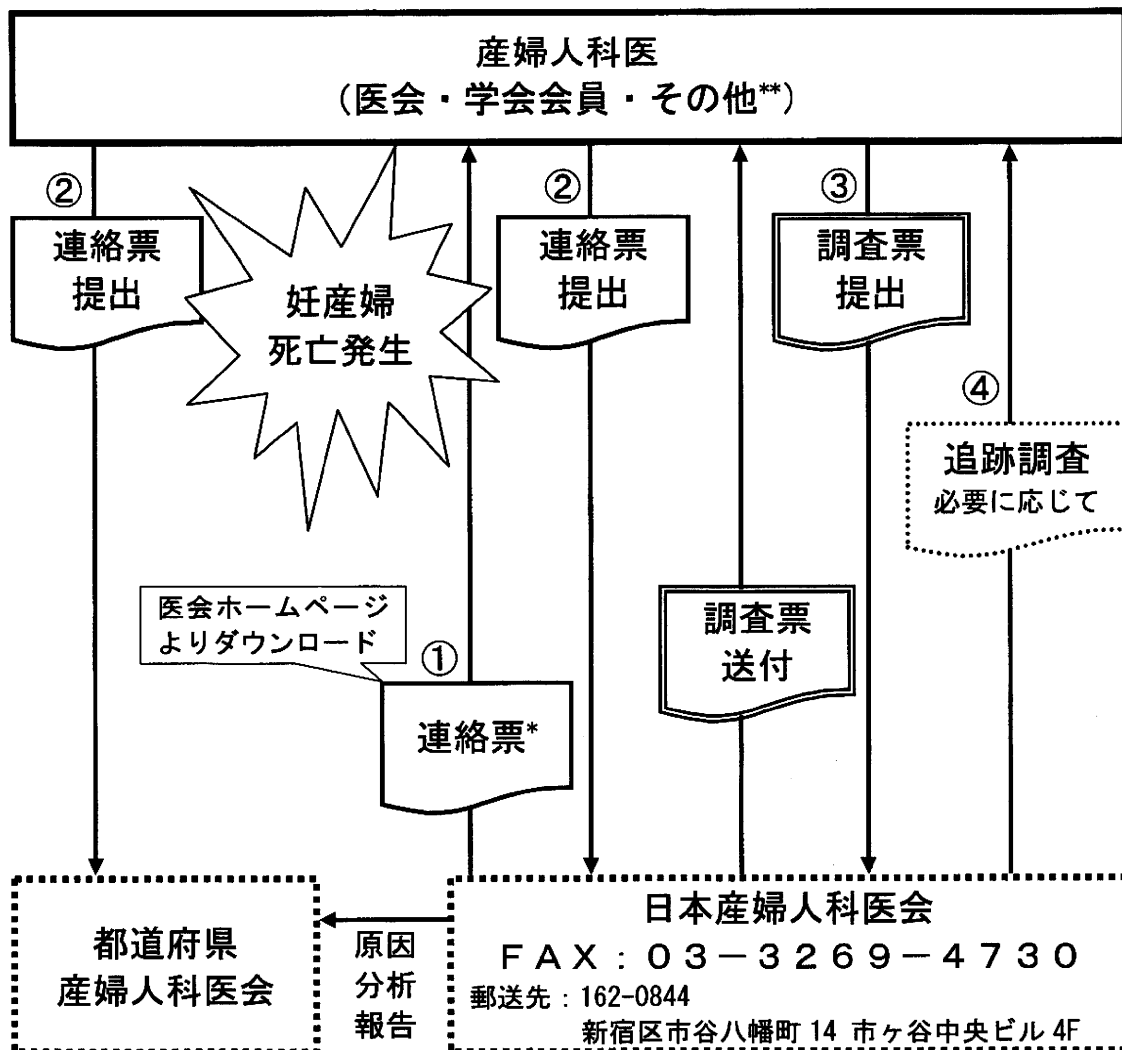 産婦人科医
（医会・学会会員・その他**）
②
連絡票
提出
妊産婦
死亡発生
②
連絡票
提出
③
調査票
提出
④
追跡調査
必要に応じて
医会ホームページ
よりダウンロード
①
連絡票*
調査票
送付
都道府県
産婦人科医会
原因
分析
報告
日本産婦人科医会
ＦＡＸ：０３－３２６９－４７３０
郵送先：162-0844
新宿区市谷八幡町 14 市ヶ谷中央ビル 4F